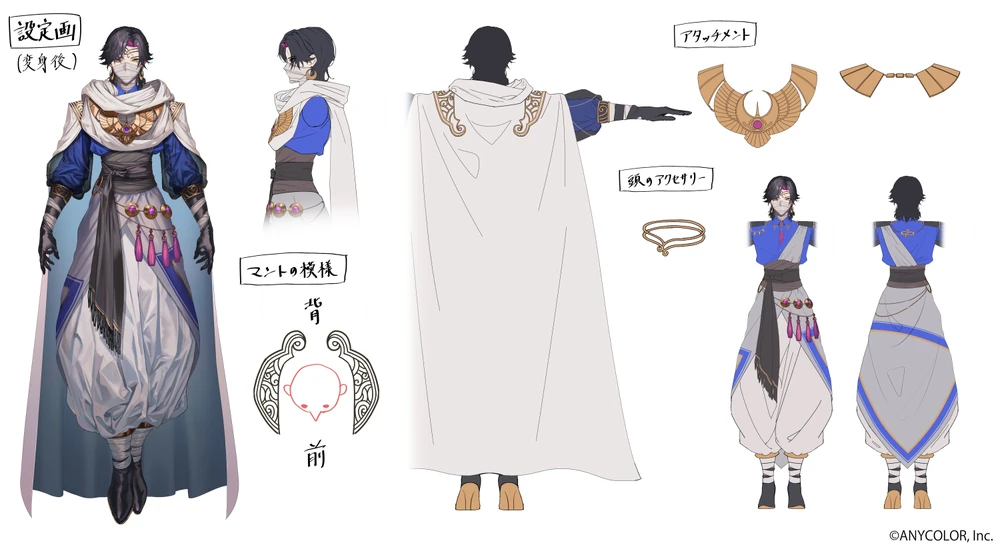 設定画
(変身後)
マントの模様
背
前
アタッチメント
頭のアクセサリー
©ANYCOLOR, Inc.